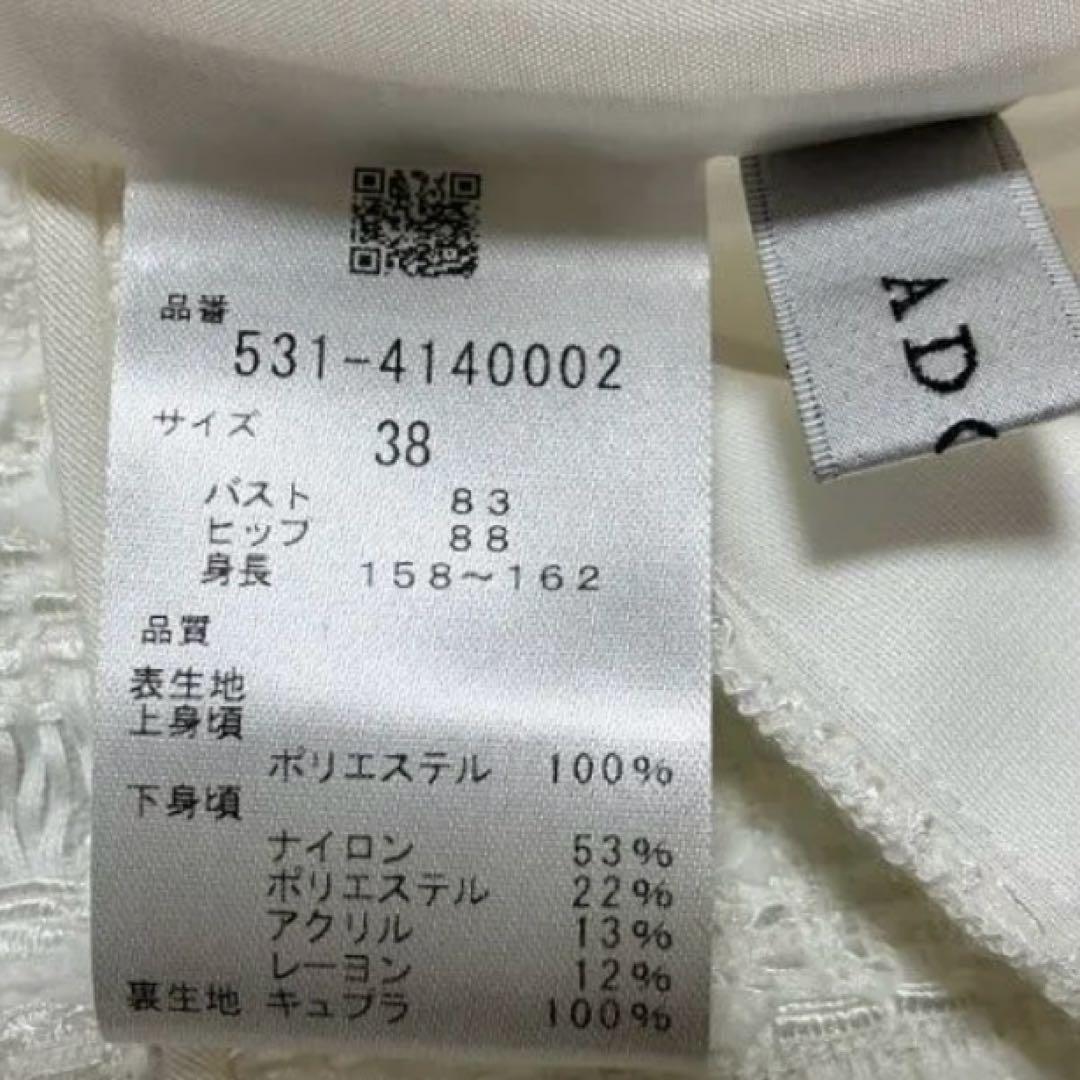 品番
531-4140002
サイズ 38
バスト 83
ヒップ 88
身長 158～162
品質
表生地
上身頃
ポリエステル 100%
下身頃
ナイロン 53%
ポリエステル 22%
アクリル 13%
レーヨン 12%
裏生地 キュプラ 100%
AD